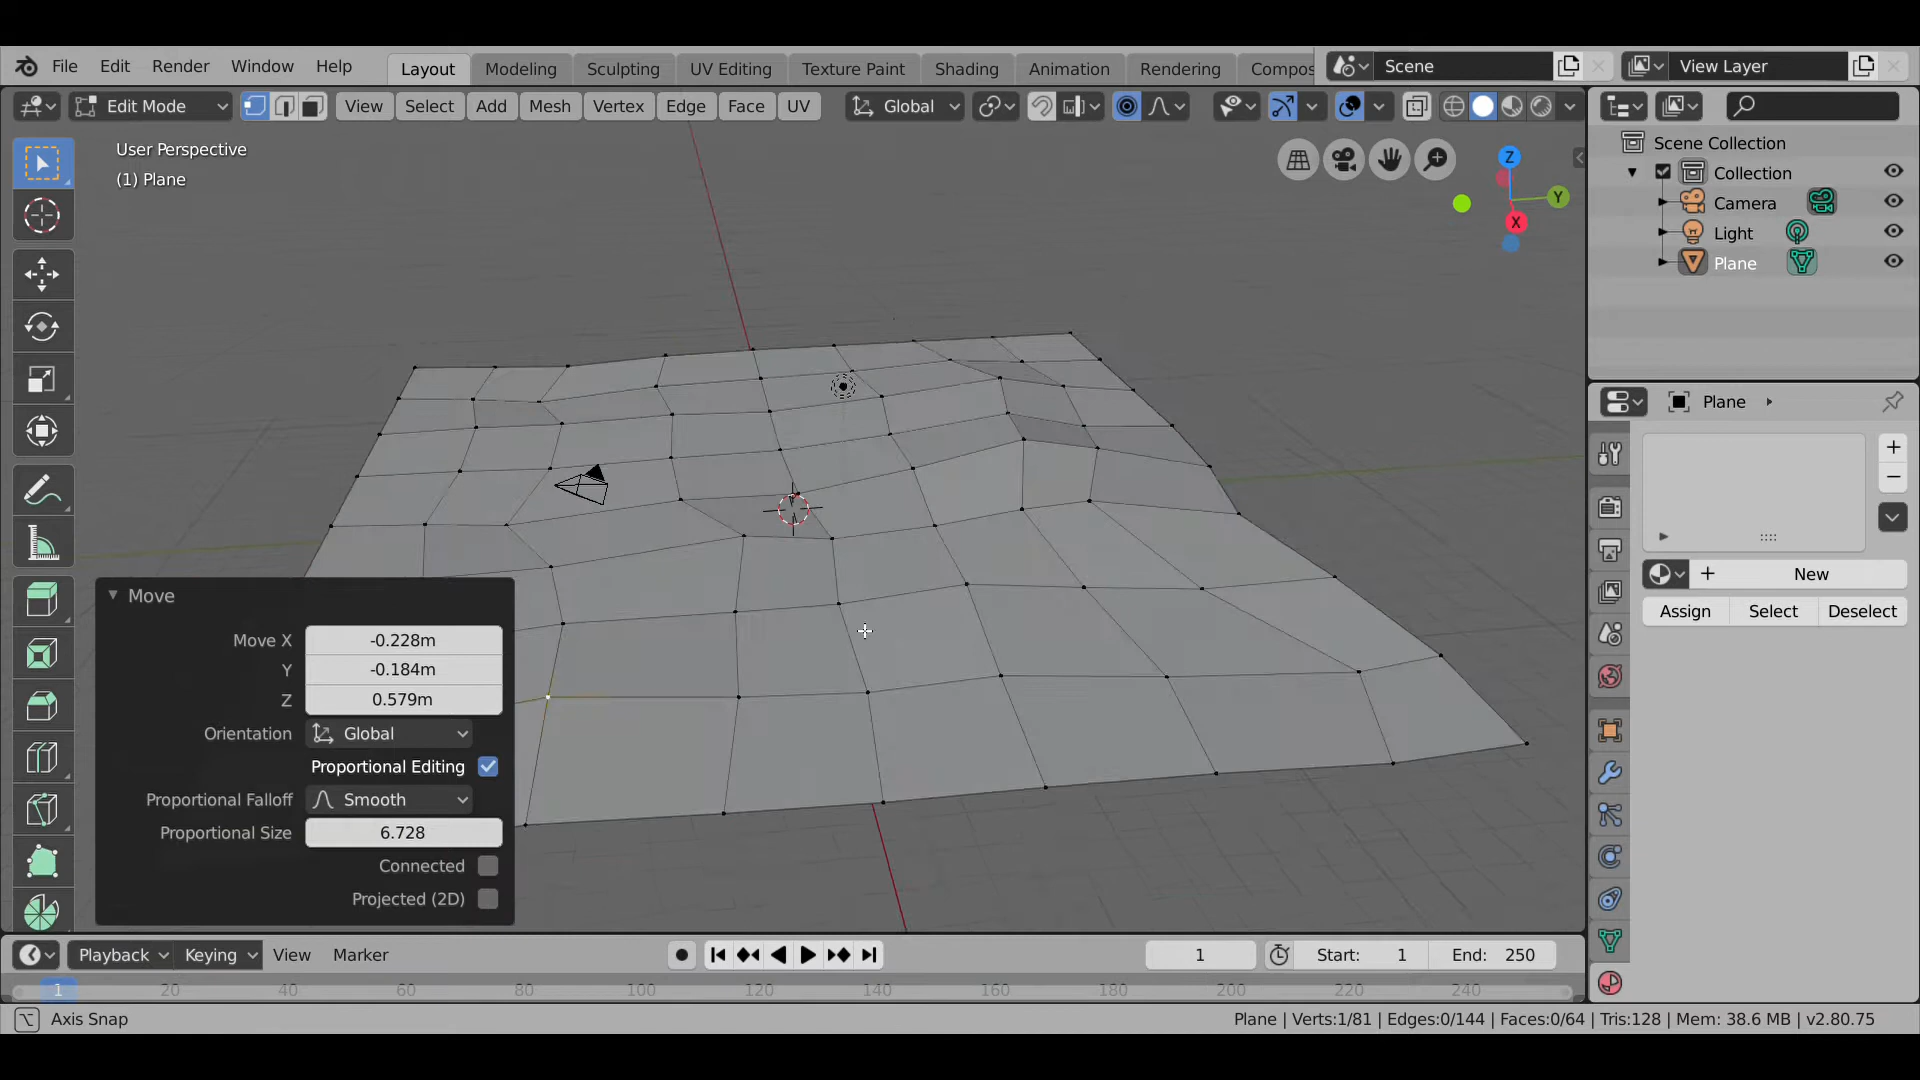 File Edit Render Window Help Layout Modeling Sculpting UV Editing Texture Paint Shading Animation Rendering Compos Scene View Layer
Edit Mode View Select Add Mesh Vertex Edge Face UV Global
User Perspective
(1) Plane
Z
Y
X
Scene Collection
Collection
Camera
Light
Plane
Plane
+
−
+ New
Assign Select Deselect
Move
Move X -0.228m
Y -0.184m
Z 0.579m
Orientation Global
Proportional Editing
Proportional Falloff Smooth
Proportional Size 6.728
Connected
Projected (2D)
Playback Keying View Marker 1 Start: 1 End: 250
1 20 40 60 80 100 120 140 160 180 200 220 240
Axis Snap
Plane | Verts:1/81 | Edges:0/144 | Faces:0/64 | Tris:128 | Mem: 38.6 MB | v2.80.75